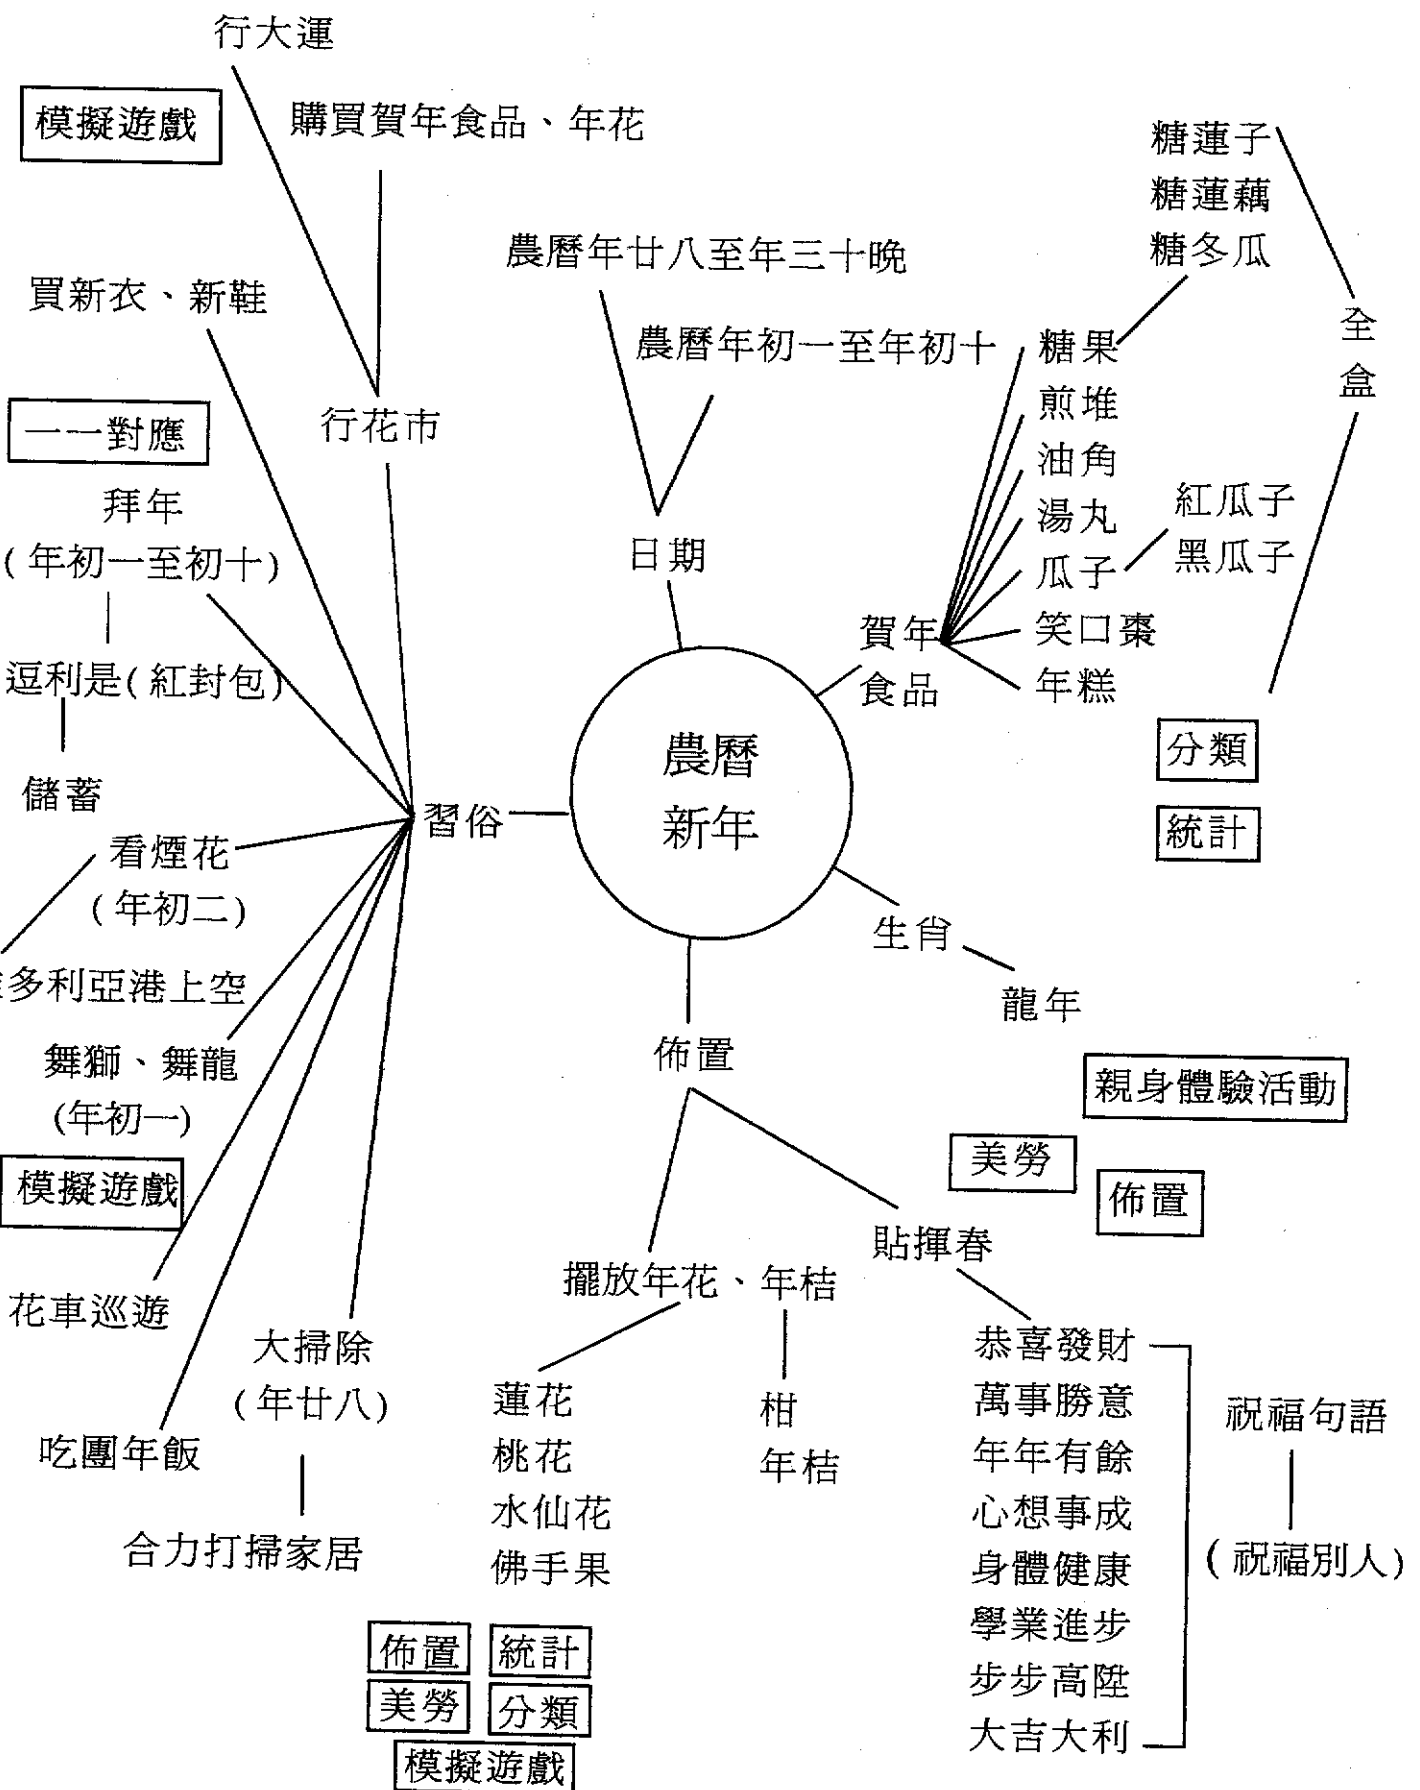 行大運
模擬遊戲
購買賀年食品、年花
糖蓮子
糖蓮藕
糖冬瓜
農曆年廿八至年三十晚
買新衣、新鞋
農曆年初一至年初十
全
盒
糖果
煎堆
油角
湯丸
瓜子
笑口棗
年糕
紅瓜子
黑瓜子
一一對應
行花市
拜年
(年初一至初十)
日期
賀年
食品
逗利是(紅封包)
分類
農曆
新年
儲蓄
習俗
統計
看煙花
(年初二)
生肖
多利亞港上空
龍年
佈置
舞獅、舞龍
(年初一)
親身體驗活動
美勞
模擬遊戲
佈置
貼揮春
擺放年花、年桔
花車巡遊
大掃除
(年廿八)
恭喜發財
萬事勝意
年年有餘
心想事成
身體健康
學業進步
步步高陞
大吉大利
祝福句語
(祝福別人)
蓮花
桃花
水仙花
佛手果
柑
年桔
吃團年飯
合力打掃家居
佈置
統計
美勞
分類
模擬遊戲